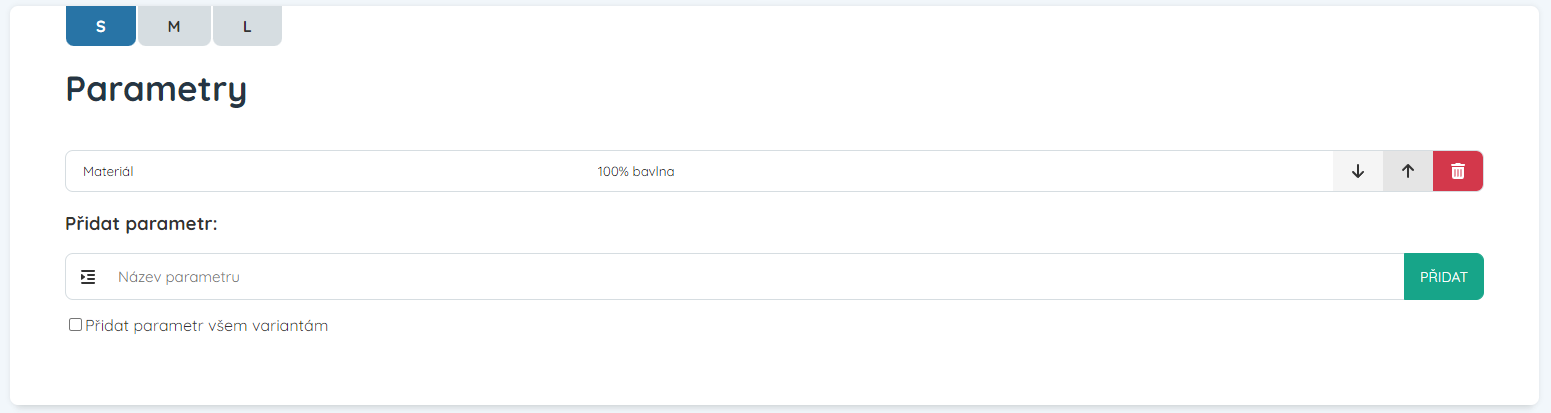 S M L
Parametry
Materiál 100% bavlna
Přidat parametr:
Název parametru PŘIDAT
Přidat parametr všem variantám